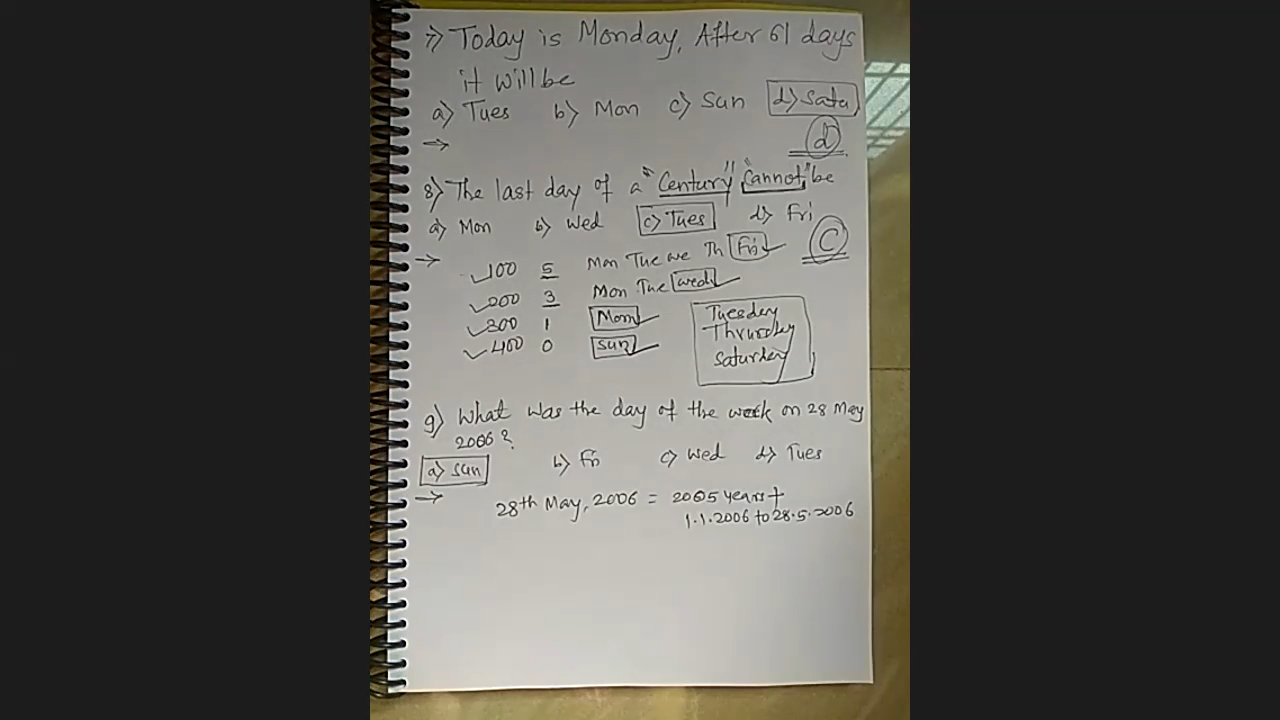 7) Today is Monday, After 61 days
it will be
a) Tues b) Mon c) Sun d) Satu
→ d
8) The last day of a "Century" "Cannot" be
a) Mon b) Wed c) Tues d) Fri
→ C
100 5 Mon Tue we Th Fri
200 3 Mon Tue wed
300 1 Mon
400 0 sun
Tuesday
Thrursday
Saturday
9) What was the day of the week on 28 May
2006?
a) Sun b) Fri c) Wed d) Tues
→ 28th May, 2006 = 2005 years +
1.1.2006 to 28.5.2006